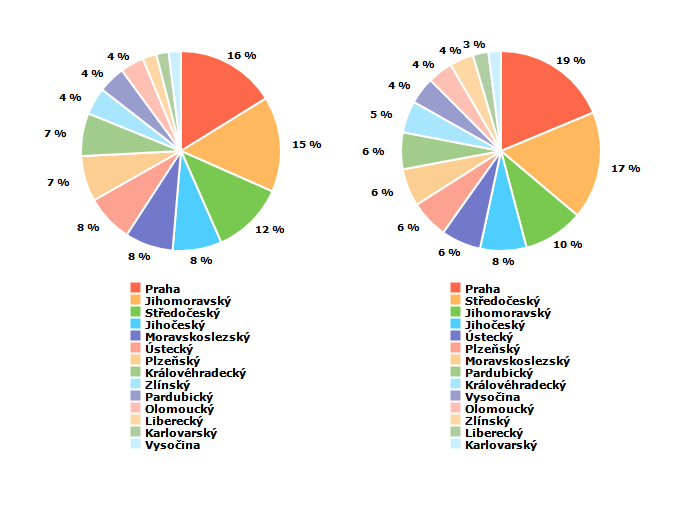 16 %
15 %
12 %
8 %
8 %
8 %
7 %
7 %
4 %
4 %
4 %
Praha
Jihomoravský
Středočeský
Jihočeský
Moravskoslezský
Ústecký
Plzeňský
Královéhradecký
Zlínský
Pardubický
Olomoucký
Liberecký
Karlovarský
Vysočina
19 %
17 %
10 %
8 %
6 %
6 %
6 %
6 %
5 %
4 %
4 %
4 %
3 %
Praha
Středočeský
Jihomoravský
Jihočeský
Ústecký
Plzeňský
Moravskoslezský
Pardubický
Královéhradecký
Vysočina
Olomoucký
Zlínský
Liberecký
Karlovarský